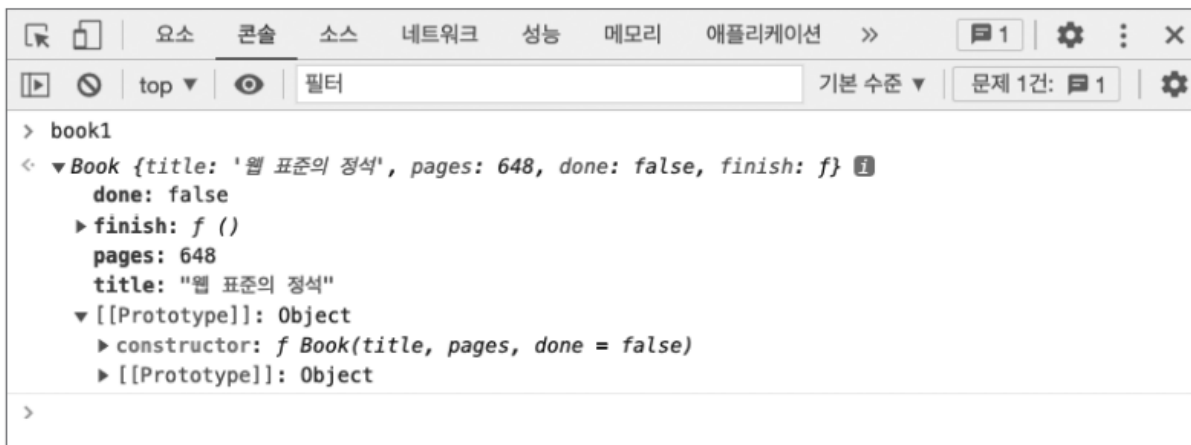 요소 콘솔 소스 네트워크 성능 메모리 애플리케이션 » 1
top ▼ 필터 기본 수준 ▼ 문제 1건: 1
> book1
<· ▼Book {title: '웹 표준의 정석', pages: 648, done: false, finish: ƒ} i
done: false
▶finish: ƒ ()
pages: 648
title: "웹 표준의 정석"
▼[[Prototype]]: Object
▶constructor: ƒ Book(title, pages, done = false)
▶[[Prototype]]: Object
>